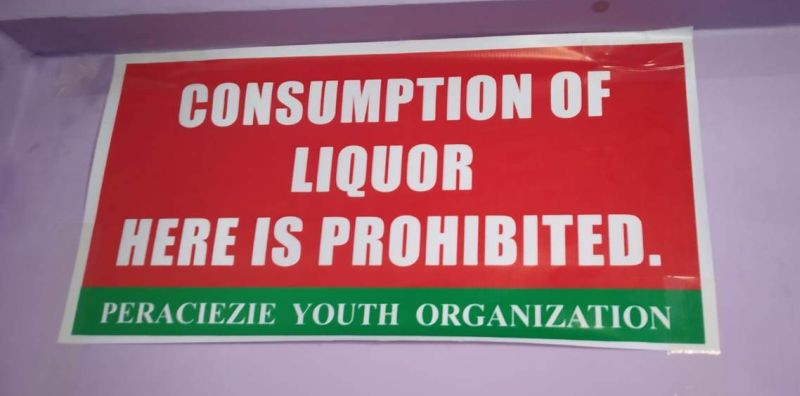 CONSUMPTION OF
LIQUOR
HERE IS PROHIBITED.
PERACIEZIE YOUTH ORGANIZATION